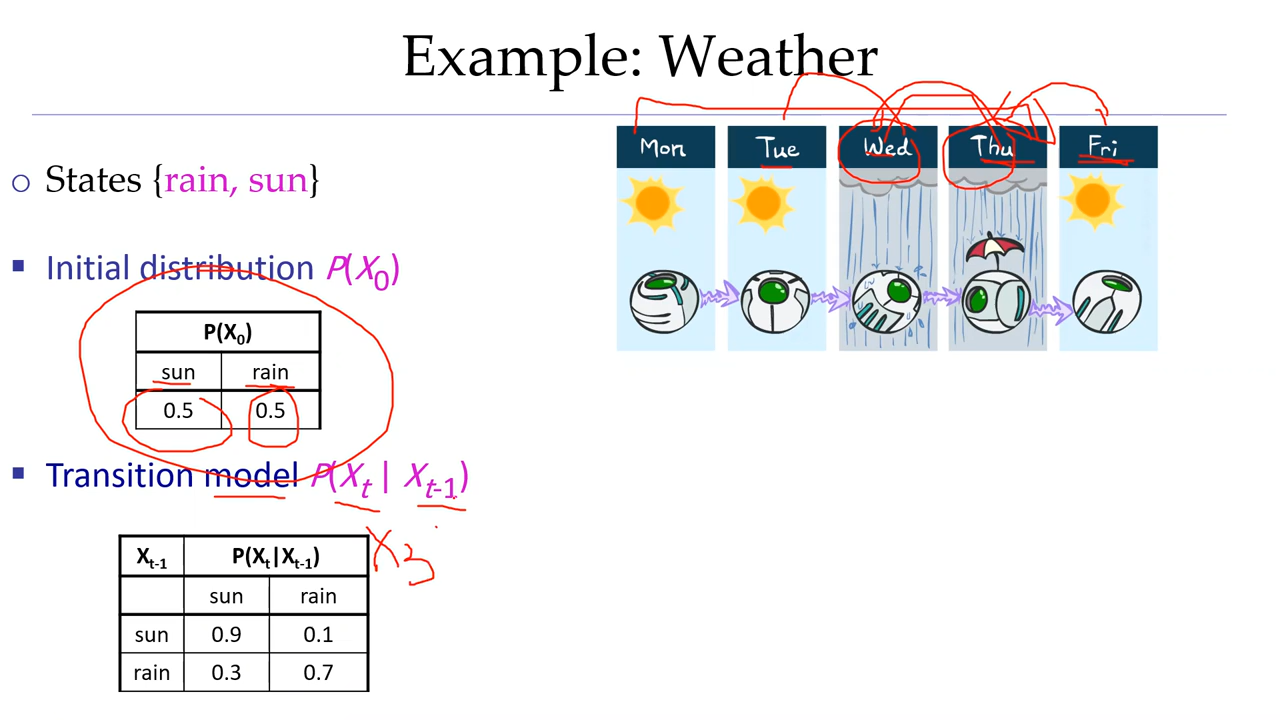 Example: Weather
Mon Tue Wed Thu Fri
States {rain, sun}
Initial distribution P(X0)
P(X0)
sun rain
0.5 0.5
Transition model P(Xt | Xt-1)
X3
Xt-1 P(Xt|Xt-1)
sun rain
sun 0.9 0.1
rain 0.3 0.7